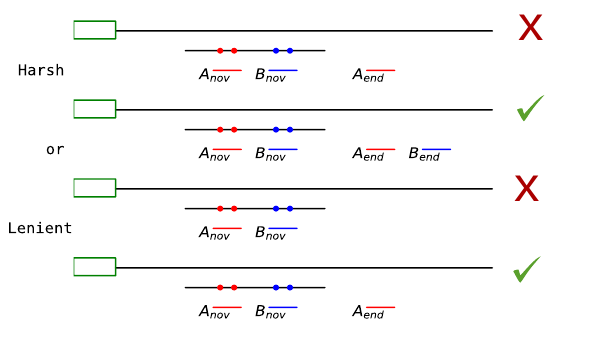 Harsh
A_nov B_nov A_end
or
A_nov B_nov A_end B_end
Lenient
A_nov B_nov
A_nov B_nov A_end